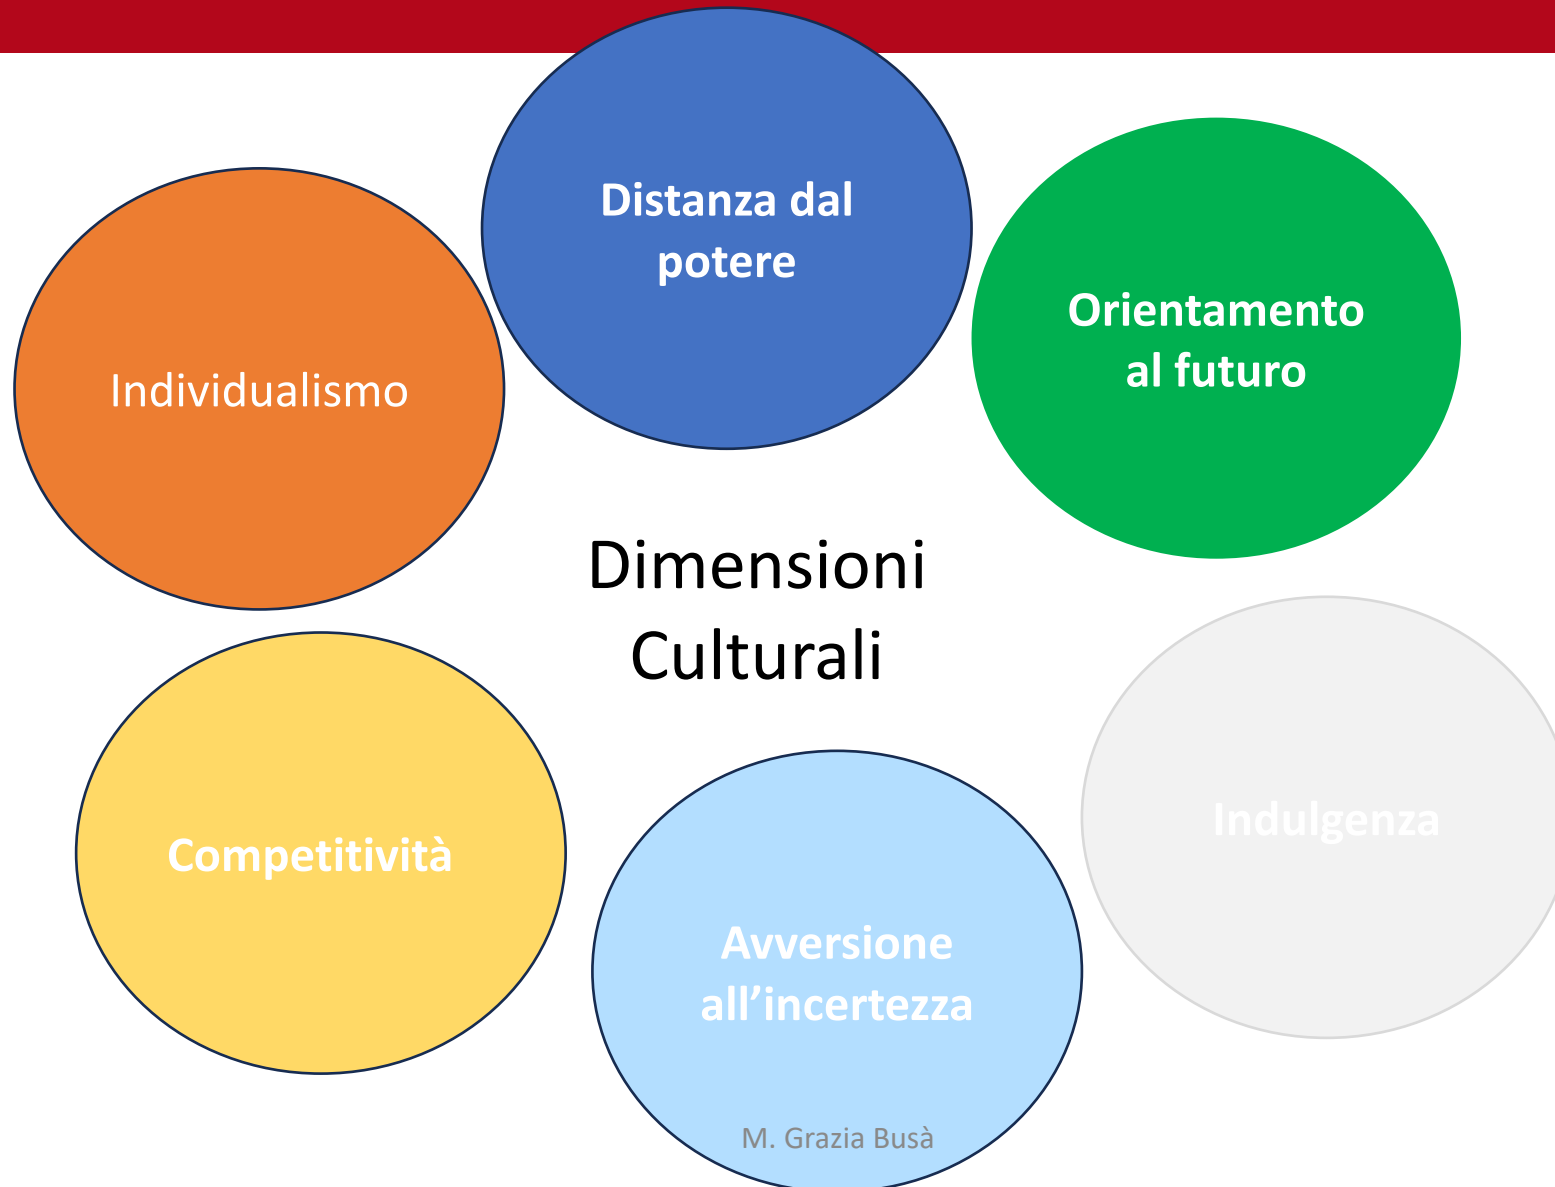 Distanza dal
potere
Orientamento
al futuro
Individualismo
Dimensioni
Culturali
Indulgenza
Competitività
Avversione
all’incertezza
M. Grazia Busà